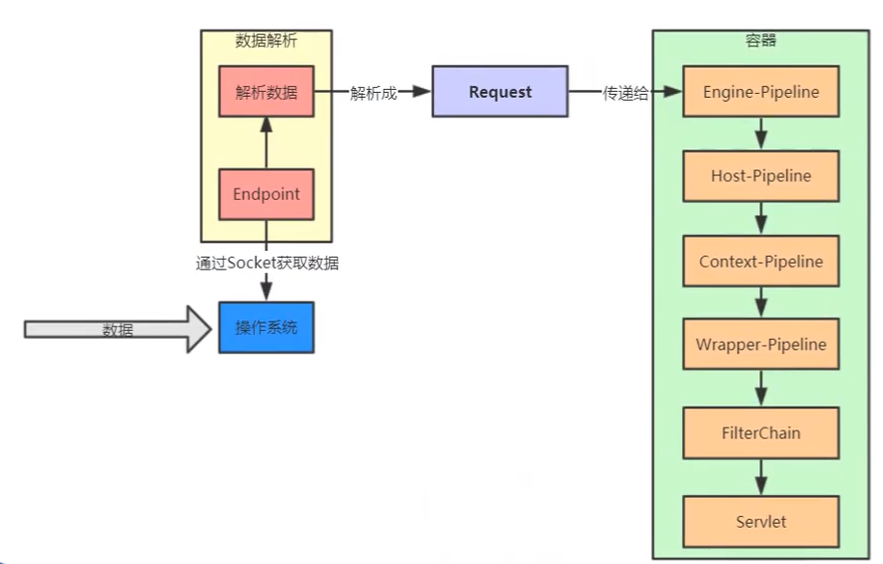 数据解析
解析数据
Endpoint
通过Socket获取数据
数据
操作系统
解析成
Request
传递给
容器
Engine-Pipeline
Host-Pipeline
Context-Pipeline
Wrapper-Pipeline
FilterChain
Servlet